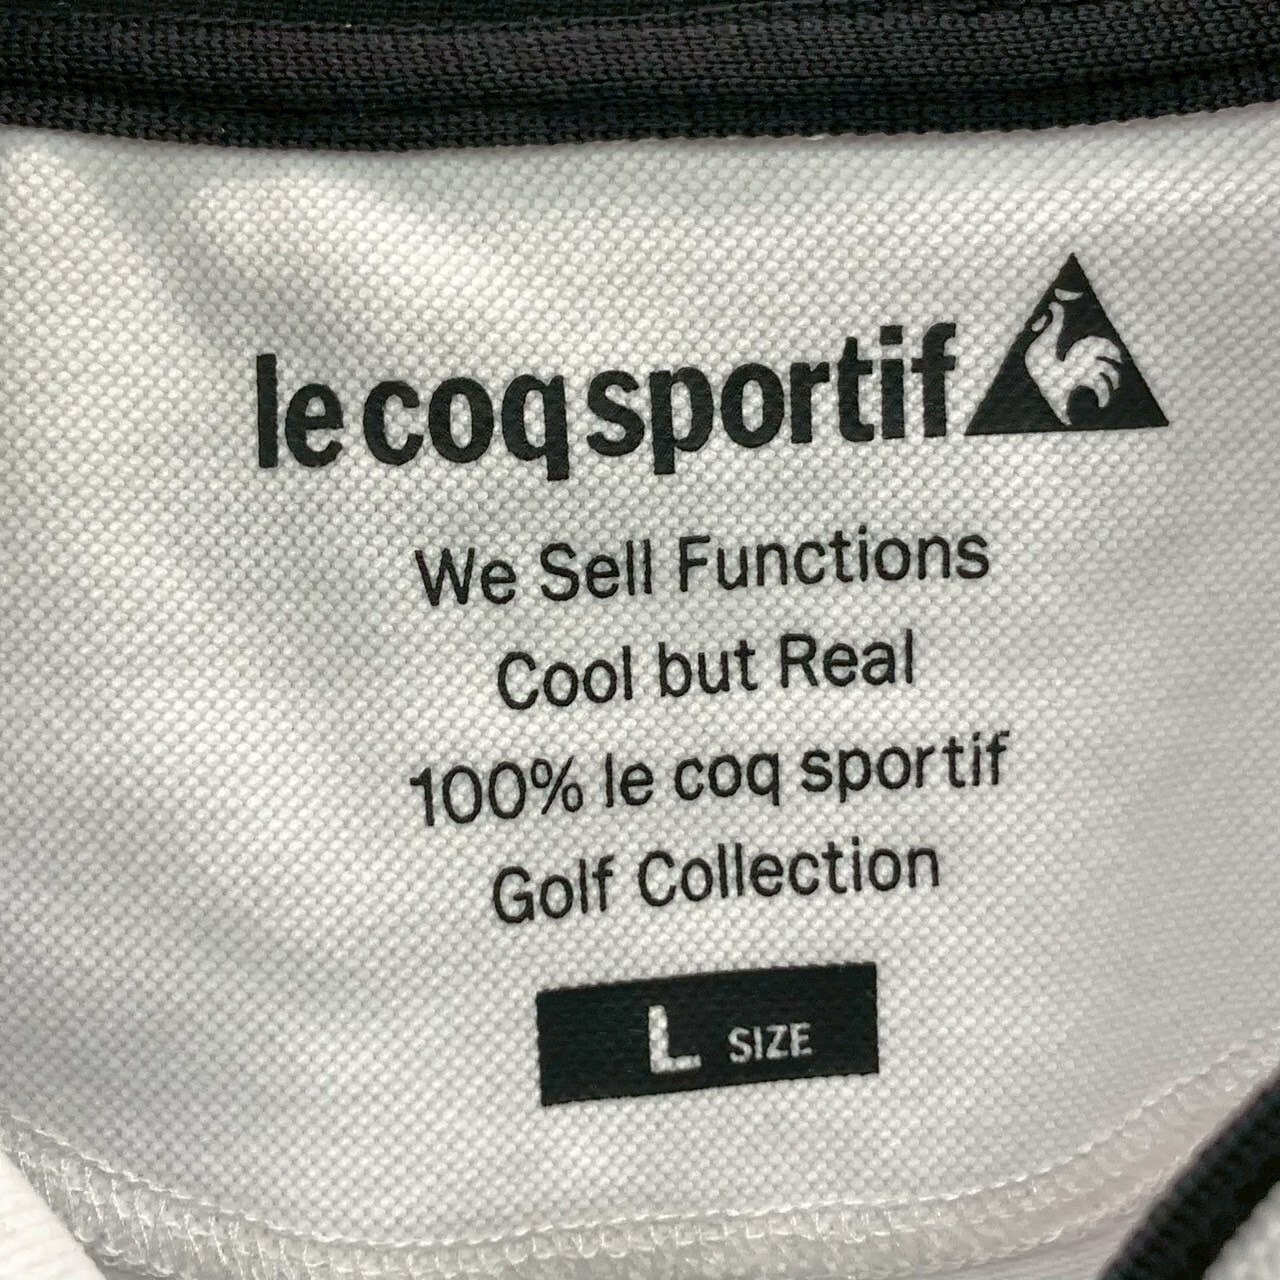 le coq sportif
We Sell Functions
Cool but Real
100% le coq sportif
Golf Collection
L SIZE